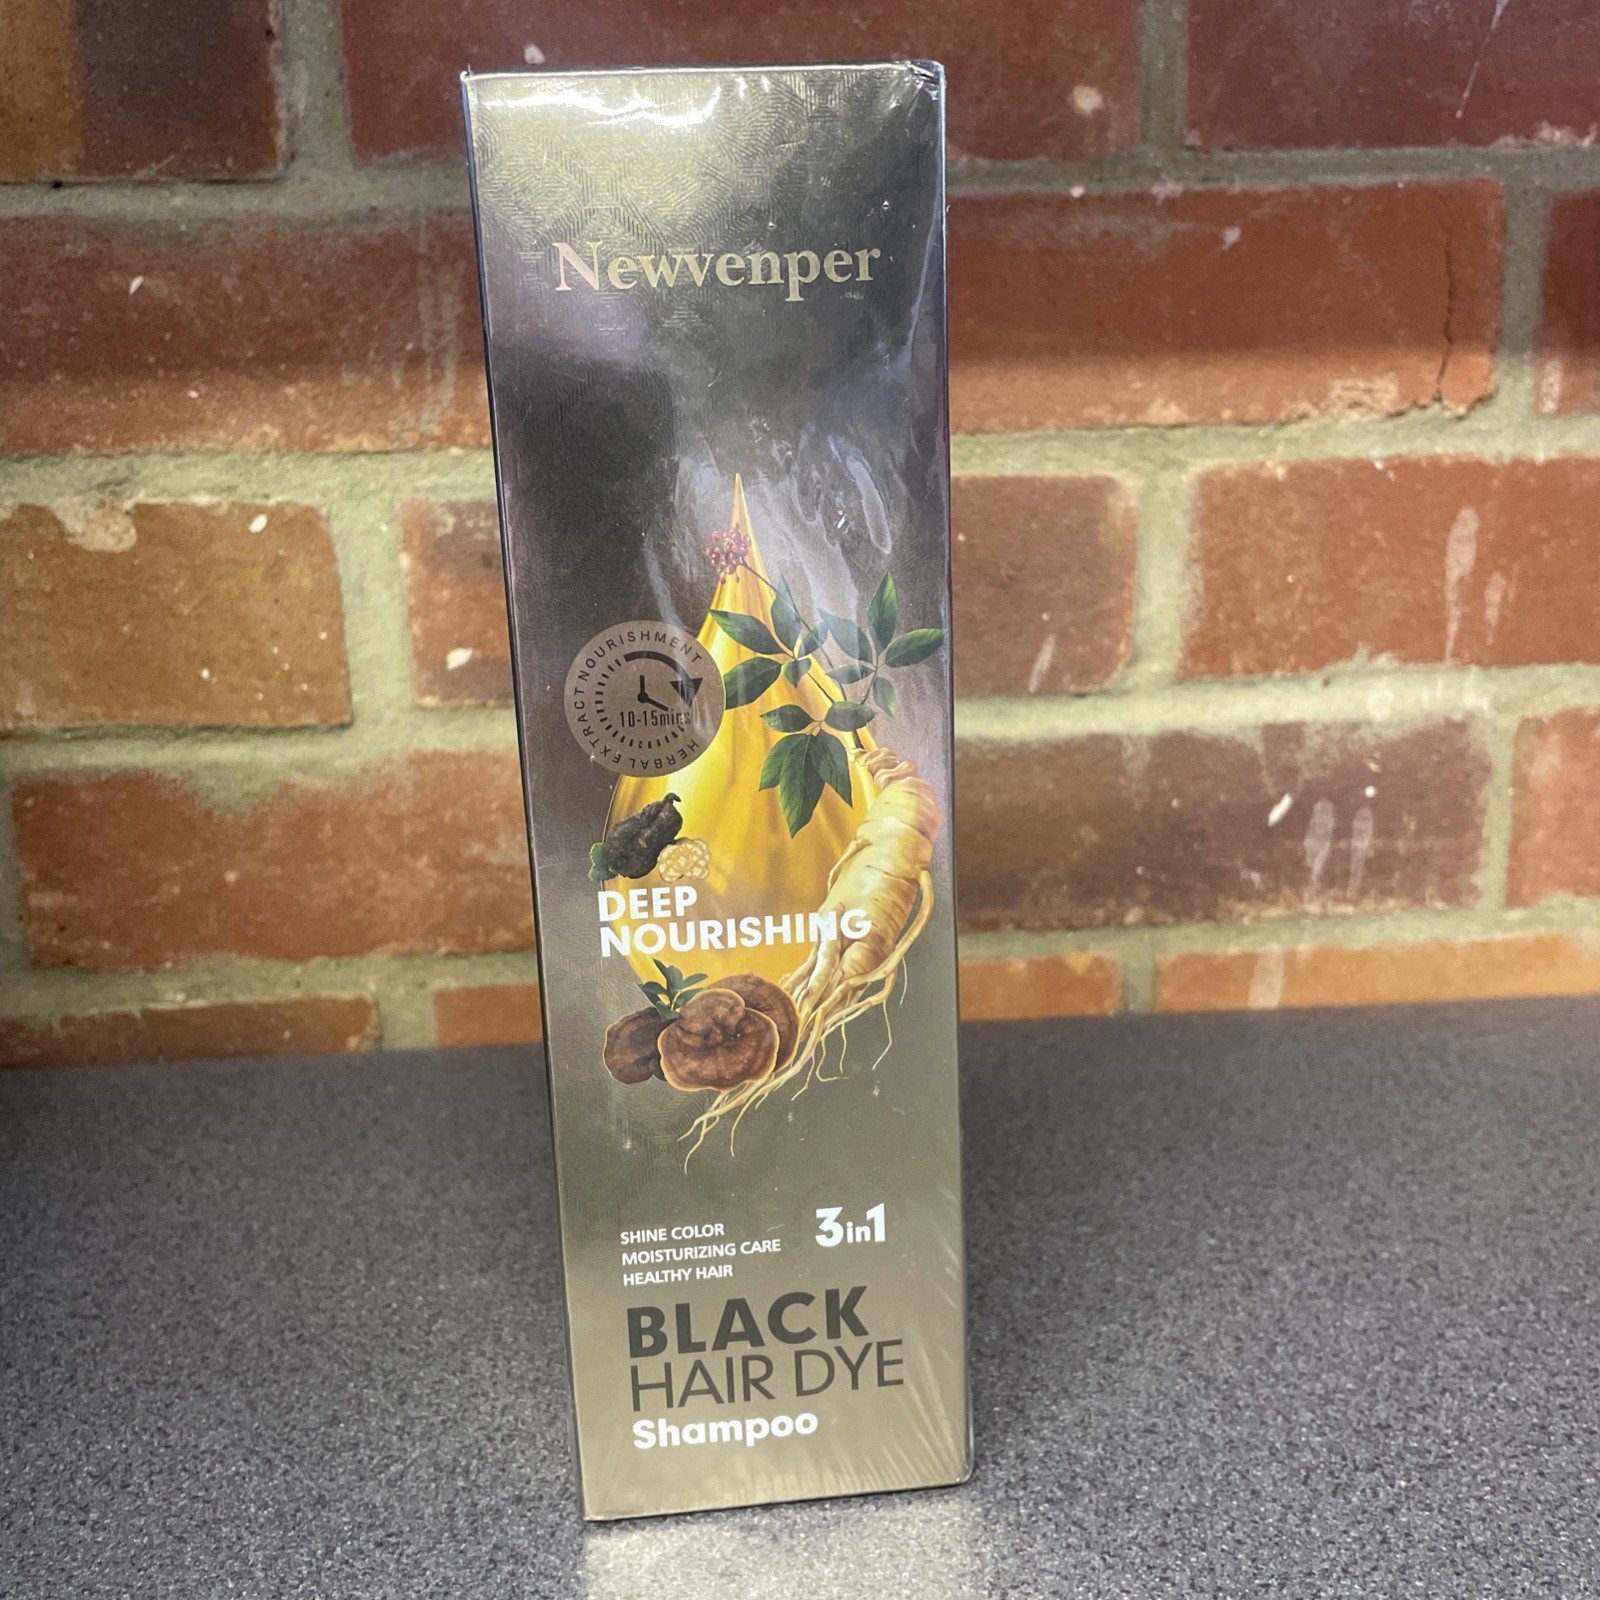 Newvenper
NOURISHMENT
HERBAL EXTRACT
10-15mins
DEEP
NOURISHING
SHINE COLOR
MOISTURIZING CARE
HEALTHY HAIR
3in1
BLACK
HAIR DYE
Shampoo